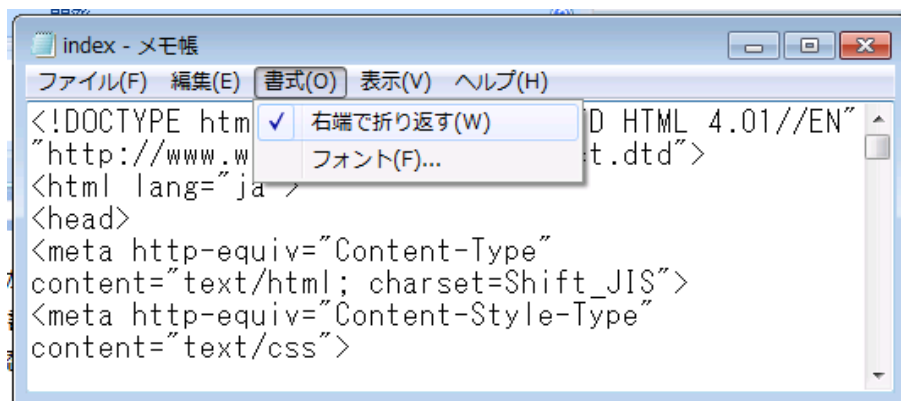 index - メモ帳
ファイル(F) 編集(E) 書式(O) 表示(V) ヘルプ(H)
右端で折り返す(W)
フォント(F)...
<!DOCTYPE htm D HTML 4.01//EN"
"http://www.w t.dtd">
<html lang="ja">
<head>
<meta http-equiv="Content-Type"
content="text/html; charset=Shift_JIS">
<meta http-equiv="Content-Style-Type"
content="text/css">